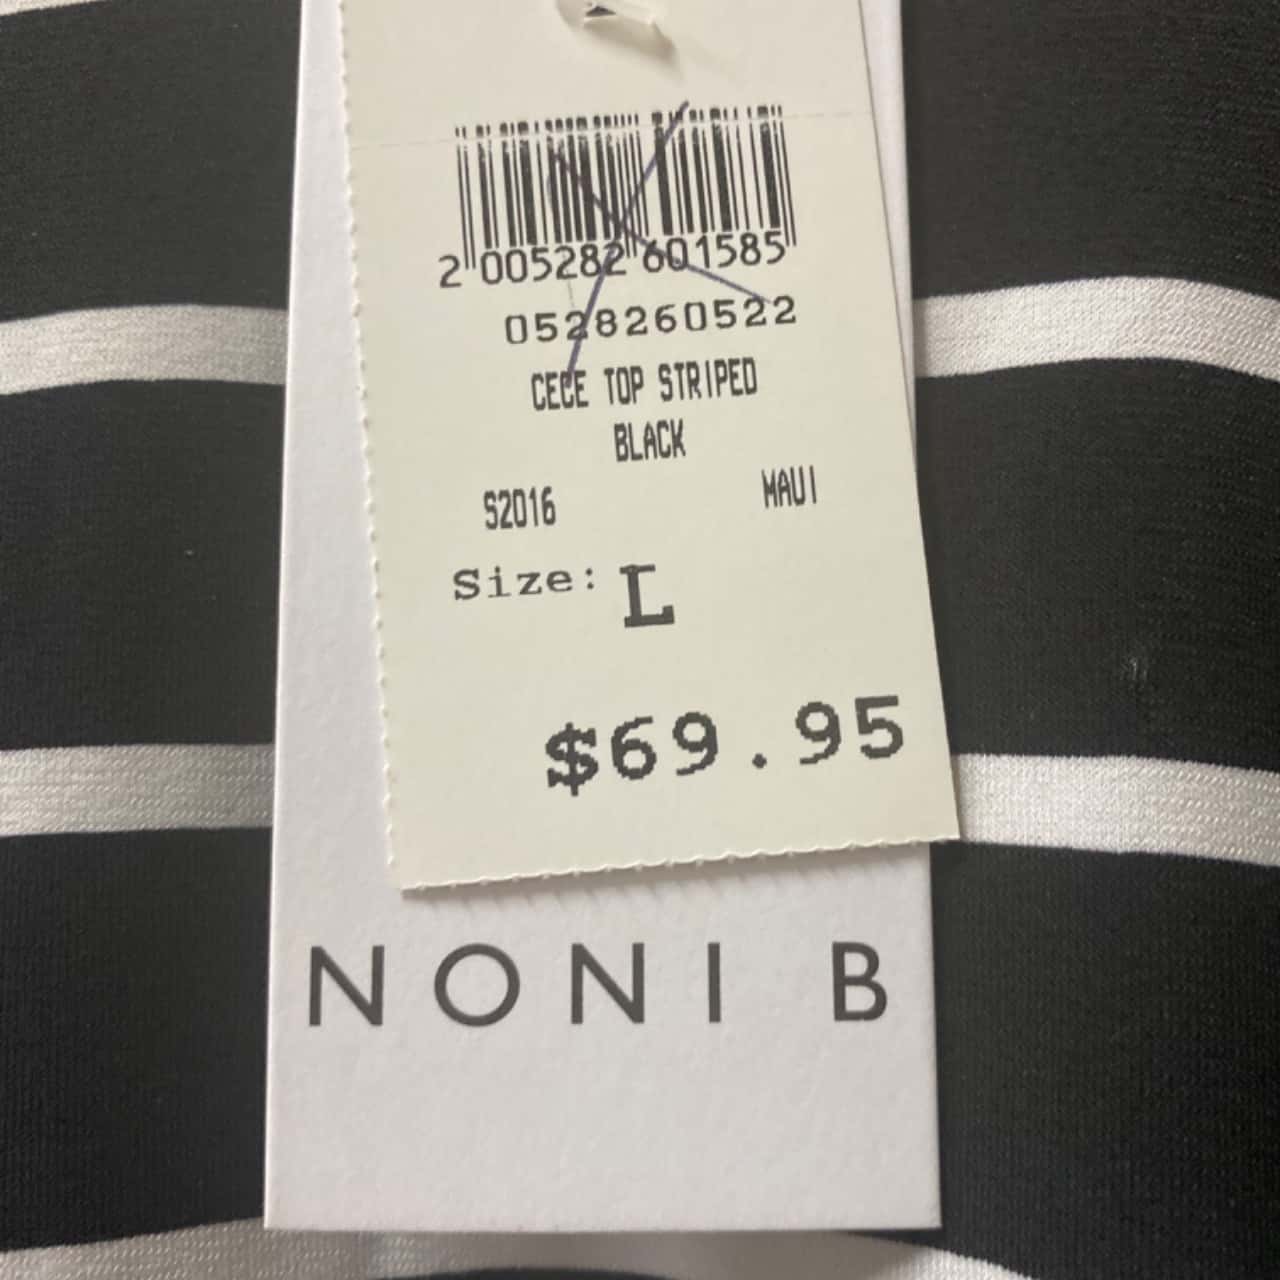 2 005282 601585
0528260522
CECE TOP STRIPED
BLACK
S2016 MAUI
Size: L
$69.95
NONI B